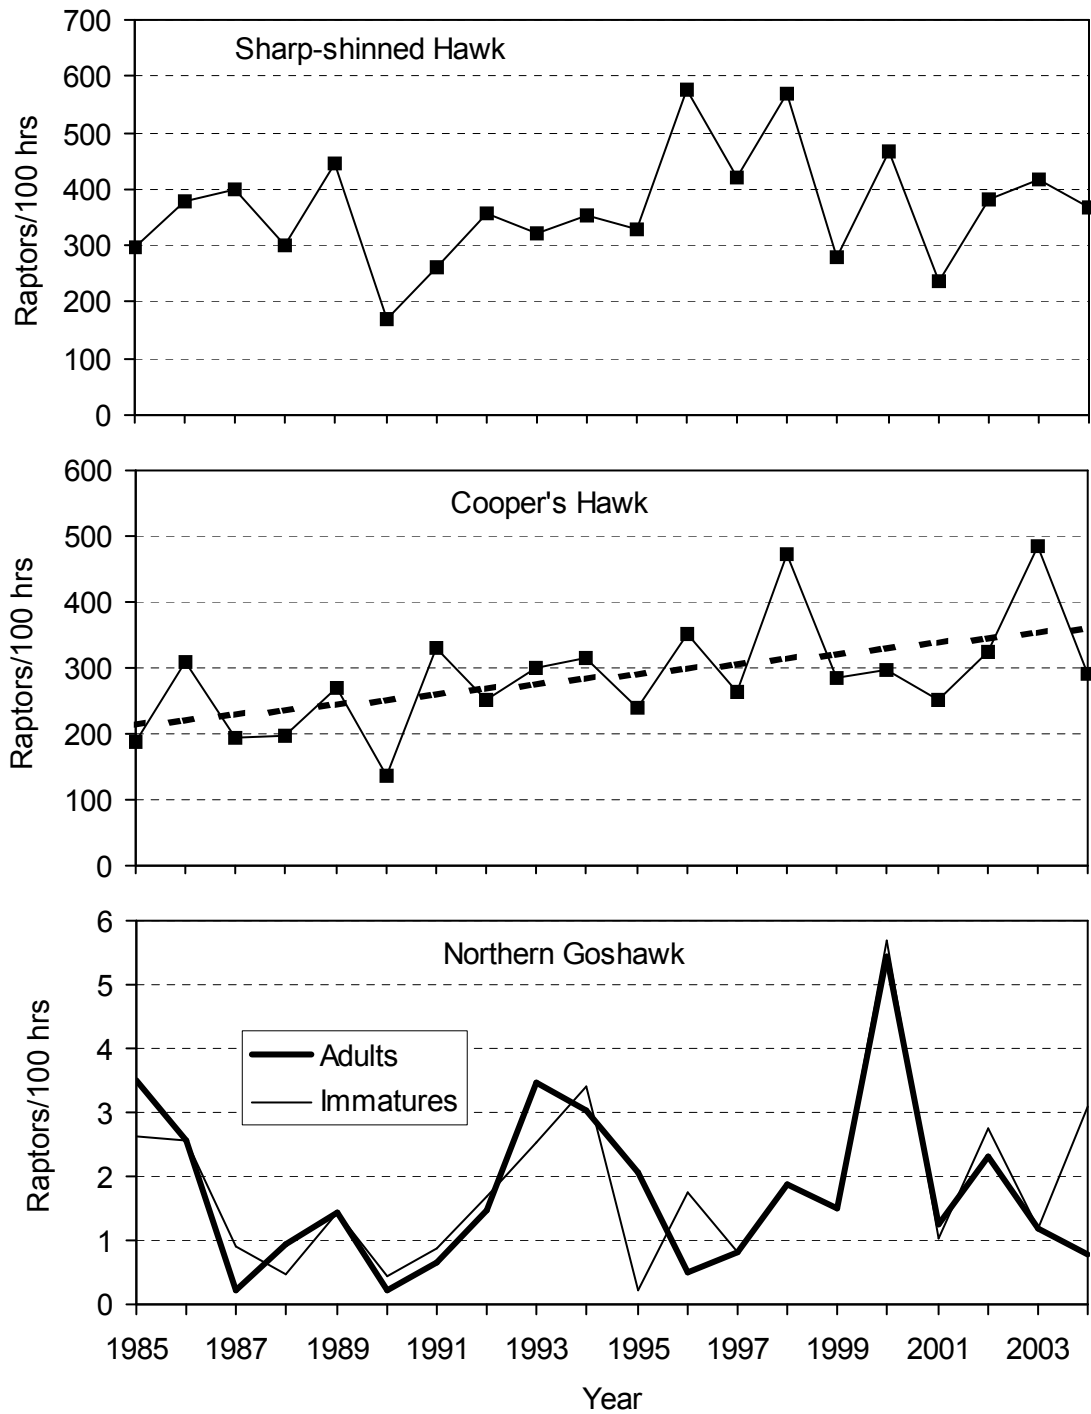 Sharp-shinned Hawk
Raptors/100 hrs
700
600
500
400
300
200
100
0
Cooper's Hawk
Raptors/100 hrs
600
500
400
300
200
100
0
Northern Goshawk
Raptors/100 hrs
6
5
4
3
2
1
0
Adults
Immatures
1985 1987 1989 1991 1993 1995 1997 1999 2001 2003
Year